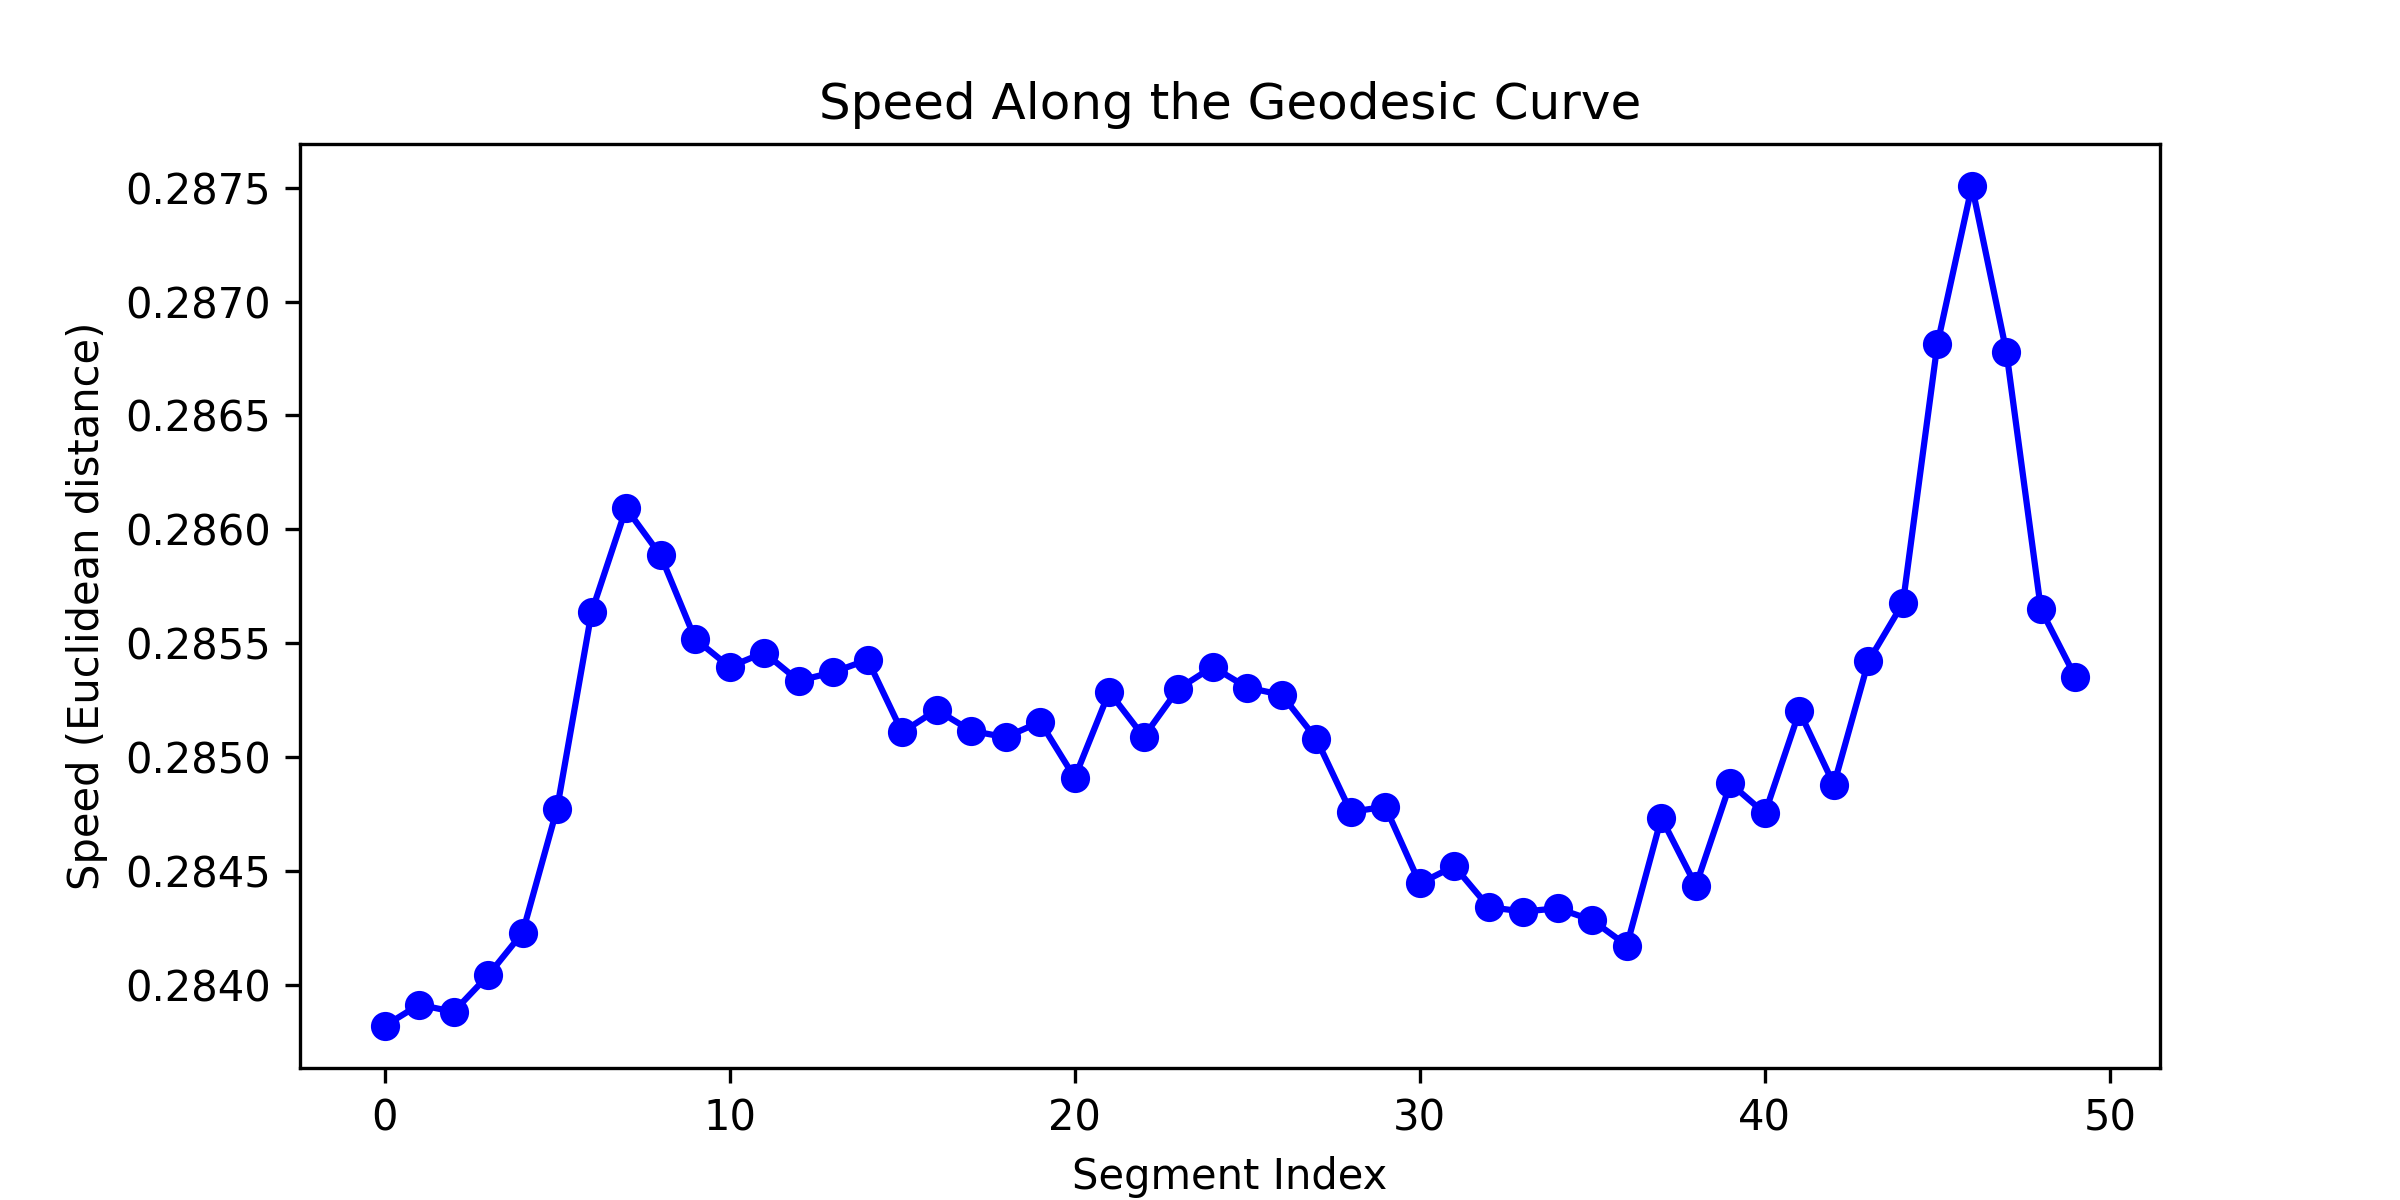 Speed Along the Geodesic Curve
Speed (Euclidean distance)
0.2875
0.2870
0.2865
0.2860
0.2855
0.2850
0.2845
0.2840
0 10 20 30 40 50
Segment Index